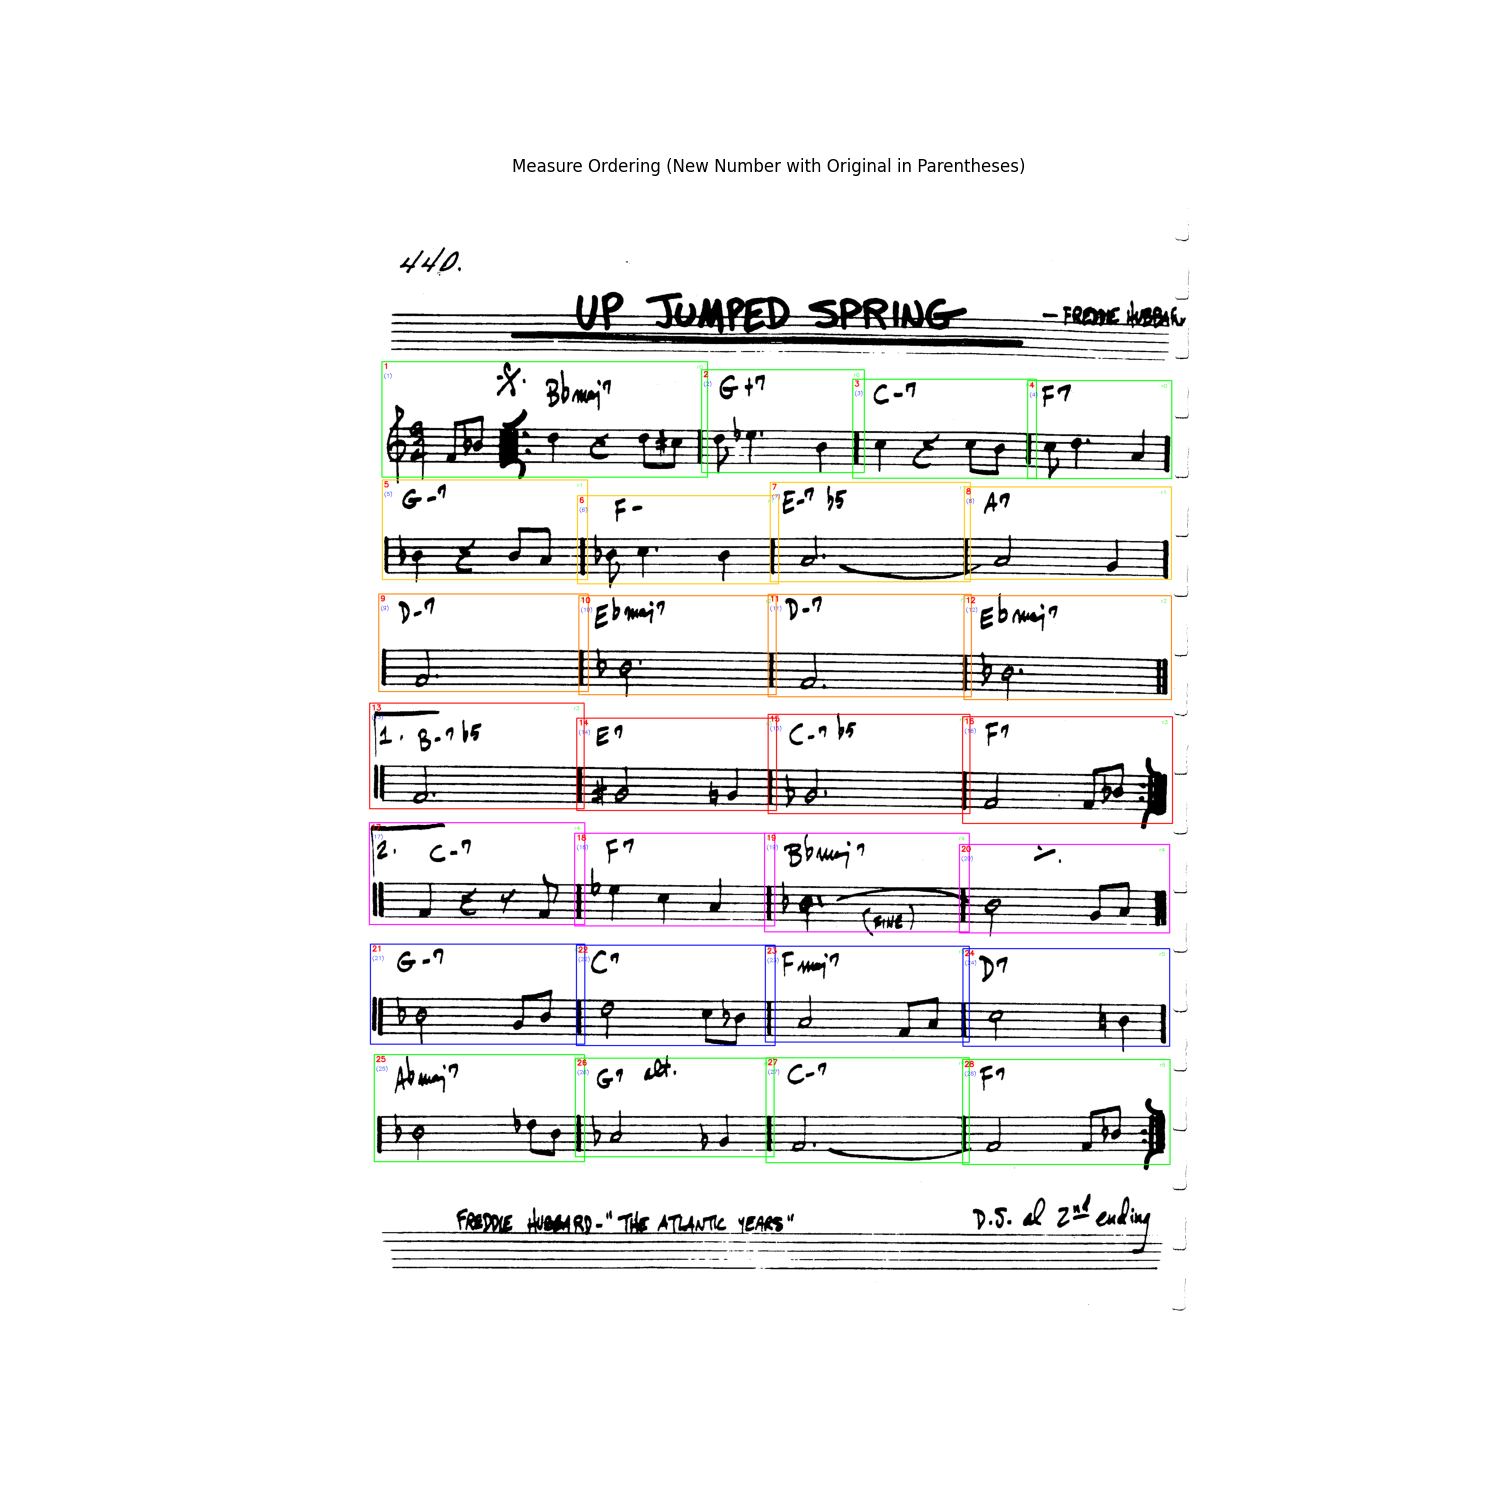 Measure Ordering (New Number with Original in Parentheses)
440.
UP JUMPED SPRING
— FREDDIE HUBBAR
1 (1) Bbmaj7 2 (2) G+7 3 (3) C-7 4 (4) F7
5 (5) G-7 6 (6) F- 7 (7) E-7 b5 8 (8) A7
9 (9) D-7 10 (10) Ebmaj7 11 (11) D-7 12 (12) Ebmaj7
13 (13) 1. B-7b5 14 (14) E7 15 (15) C-7 b5 16 (16) F7
17 (17) 2. C-7 18 (18) F7 19 (19) Bbmaj7 (FINE) 20 (20)
21 (21) G-7 22 (22) C7 23 (23) Fmaj7 24 (24) D7
25 (25) Abmaj7 26 (26) G7 alt. 27 (27) C-7 28 (28) F7
FREDDIE HUBBARD-"THE ATLANTIC YEARS" D.S. al 2nd ending